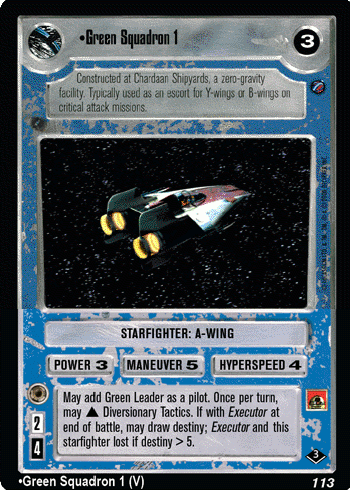 •Green Squadron 1
3
Constructed at Chardaan Shipyards, a zero-gravity
facility. Typically used as an escort for Y-wings or B-wings on
critical attack missions.
STARFIGHTER: A-WING
POWER 3 MANEUVER 5 HYPERSPEED 4
May add Green Leader as a pilot. Once per turn,
may ▲ Diversionary Tactics. If with Executor at
end of battle, may draw destiny; Executor and this
starfighter lost if destiny > 5.
2
4
3
•Green Squadron 1 (V)
113